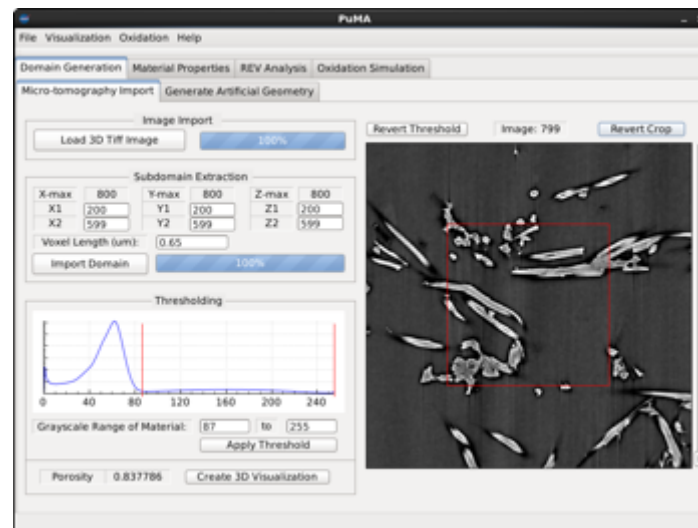 PuMA
File Visualization Oxidation Help
Domain Generation Material Properties REV Analysis Oxidation Simulation
Micro-tomography Import Generate Artificial Geometry
Image Import
Load 3D Tiff Image 100%
Revert Threshold Image: 799 Revert Crop
Subdomain Extraction
X-max 800 Y-max 800 Z-max 800
X1 200 Y1 200 Z1 200
X2 599 Y2 599 Z2 599
Voxel Length (um): 0.65
Import Domain 100%
Thresholding
0 40 80 120 160 200 240
Grayscale Range of Material: 87 to 255
Apply Threshold
Porosity 0.837786 Create 3D Visualization